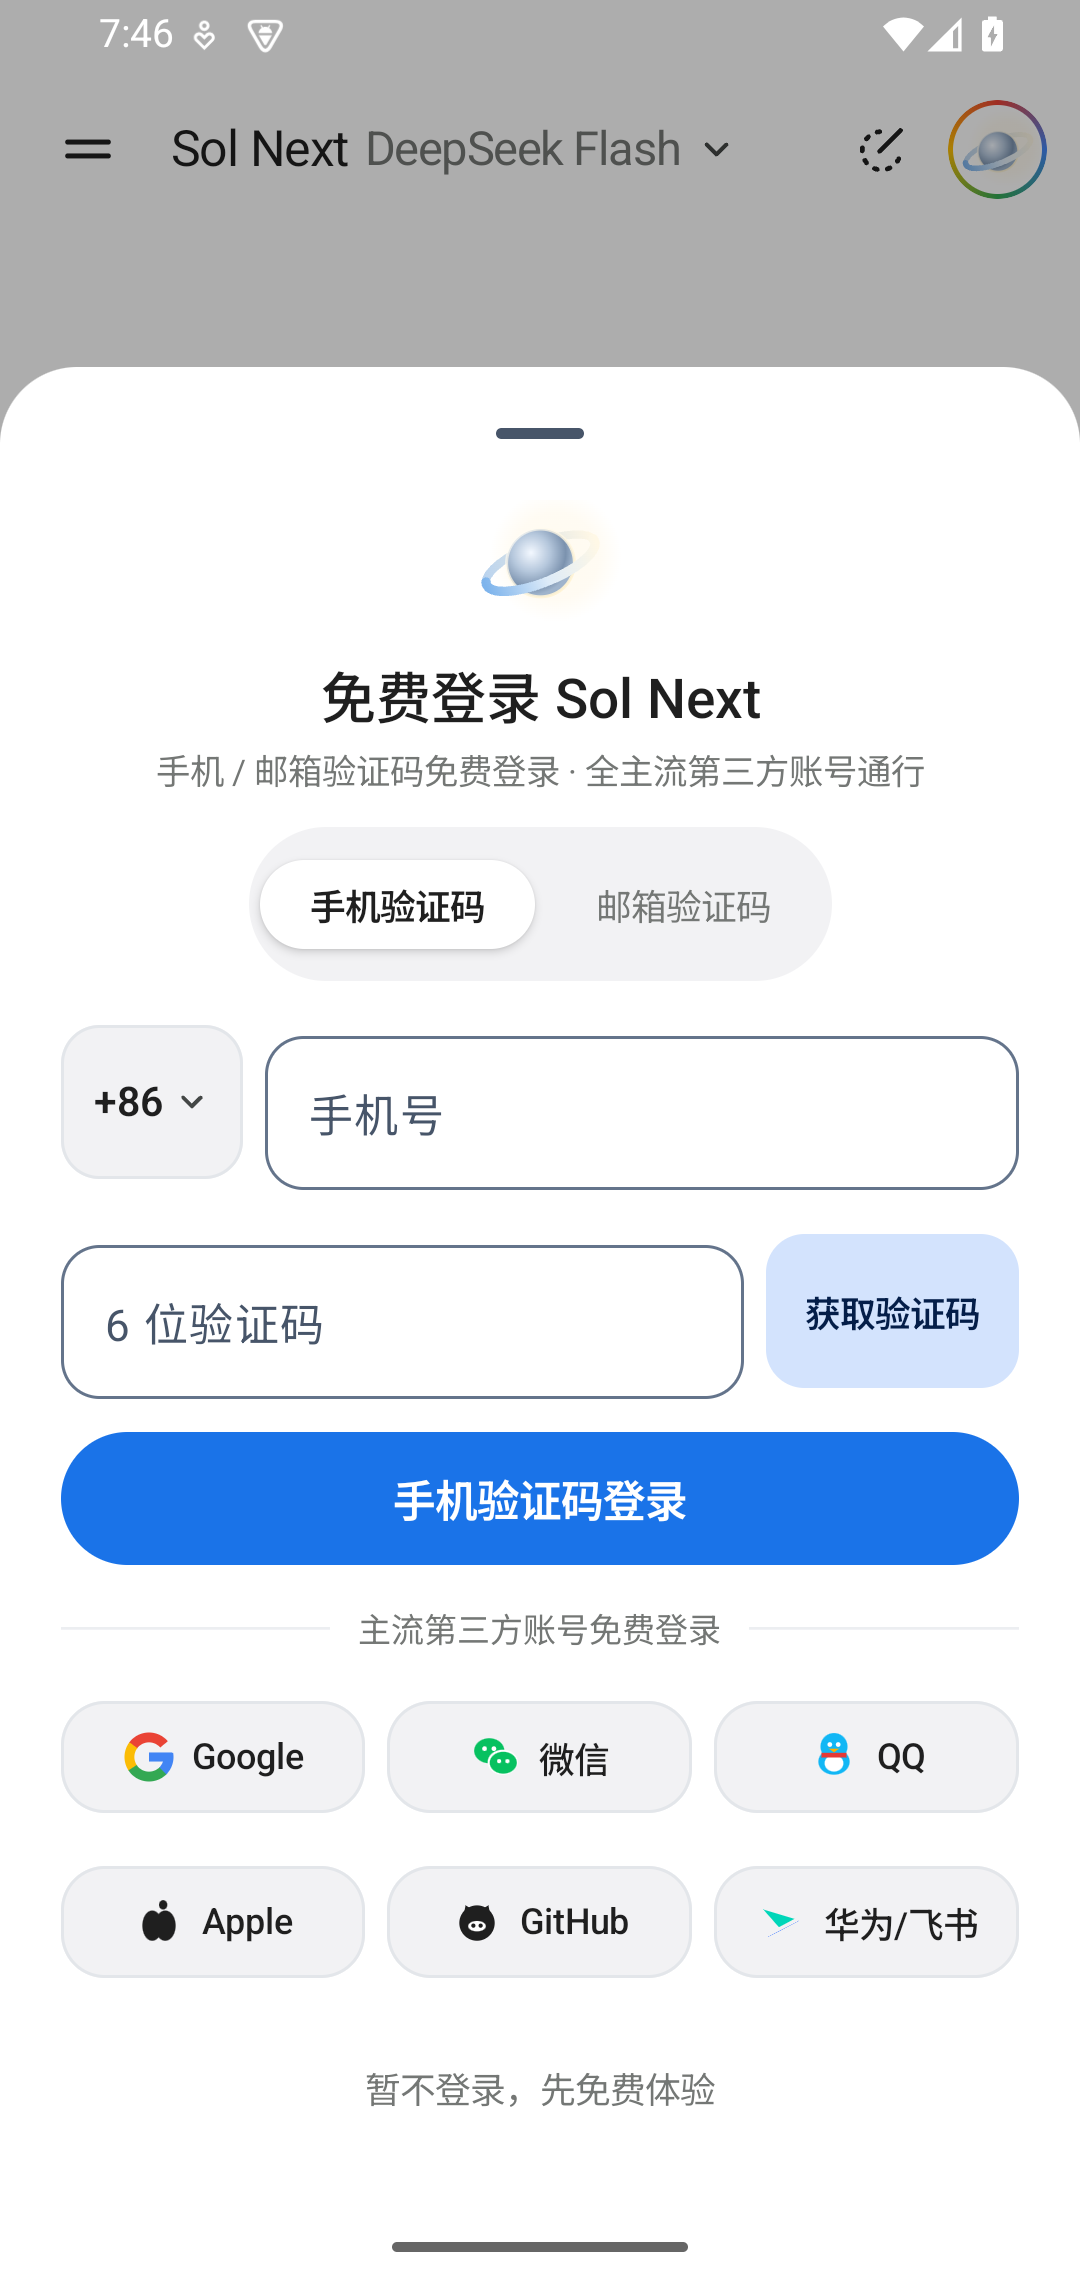 7:46
Sol Next DeepSeek Flash
免费登录 Sol Next
手机 / 邮箱验证码免费登录 · 全主流第三方账号通行
手机验证码 邮箱验证码
+86 手机号
6 位验证码 获取验证码
手机验证码登录
主流第三方账号免费登录
Google 微信 QQ
Apple GitHub 华为/飞书
暂不登录，先免费体验